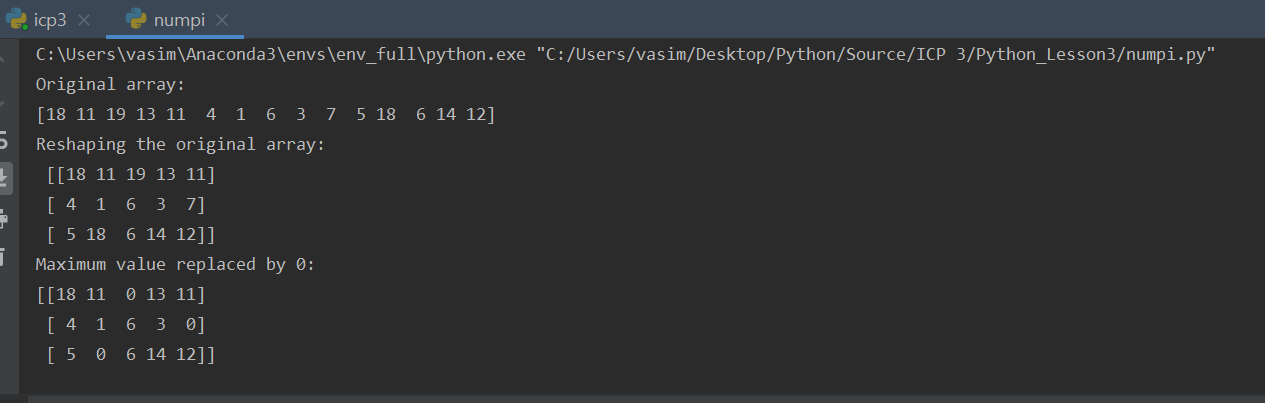 icp3 numpi
C:\Users\vasim\Anaconda3\envs\env_full\python.exe "C:/Users/vasim/Desktop/Python/Source/ICP 3/Python_Lesson3/numpi.py"
Original array:
[18 11 19 13 11  4  1  6  3  7  5 18  6 14 12]
Reshaping the original array:
 [[18 11 19 13 11]
 [ 4  1  6  3  7]
 [ 5 18  6 14 12]]
Maximum value replaced by 0:
[[18 11  0 13 11]
 [ 4  1  6  3  0]
 [ 5  0  6 14 12]]